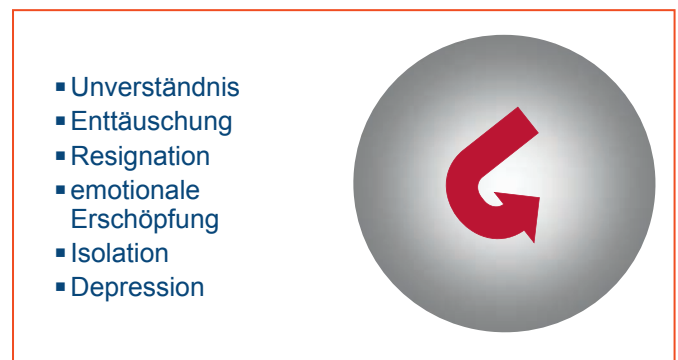 ▪ Unverständnis
▪ Enttäuschung
▪ Resignation
▪ emotionale
Erschöpfung
▪ Isolation
▪ Depression